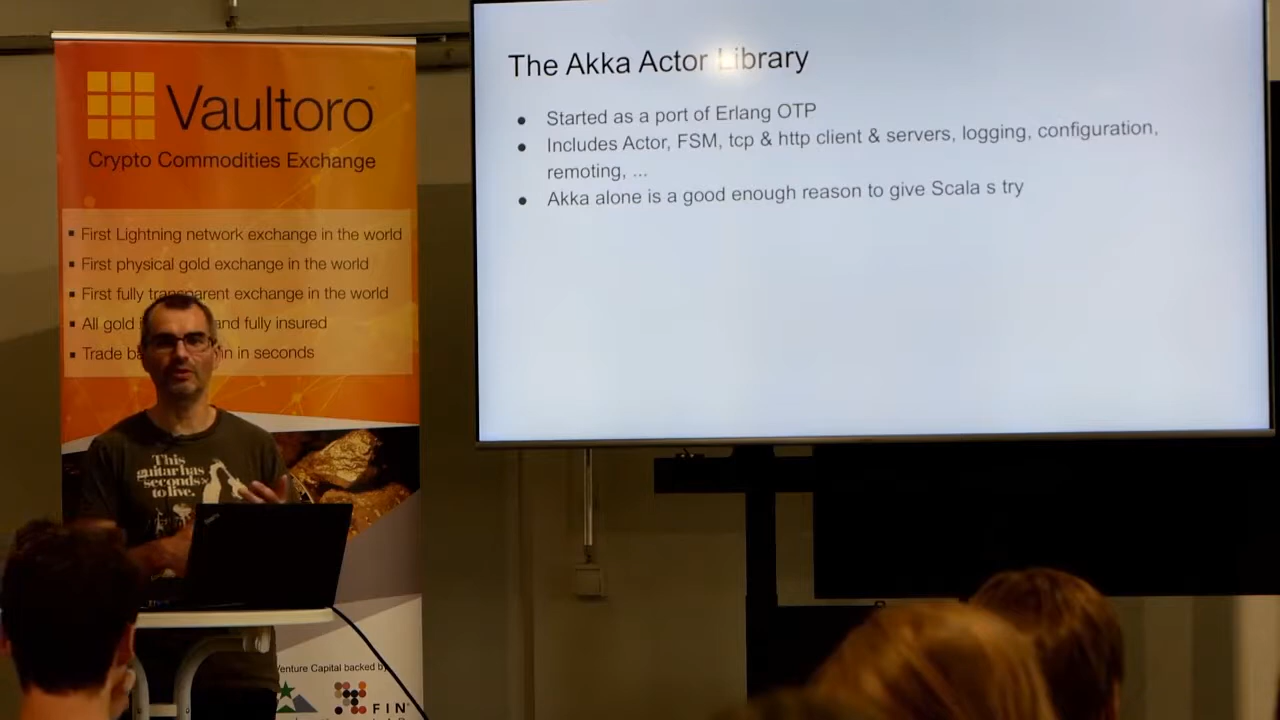 Vaultoro
Crypto Commodities Exchange
▪ First Lightning network exchange in the world
▪ First physical gold exchange in the world
▪ First fully transparent exchange in the world
▪ All gold and fully insured
▪ Trade in seconds
This
guitar has
seconds
to live.
Venture Capital backed by
FIN
The Akka Actor Library
● Started as a port of Erlang OTP
● Includes Actor, FSM, tcp & http client & servers, logging, configuration,
remoting, ...
● Akka alone is a good enough reason to give Scala s try